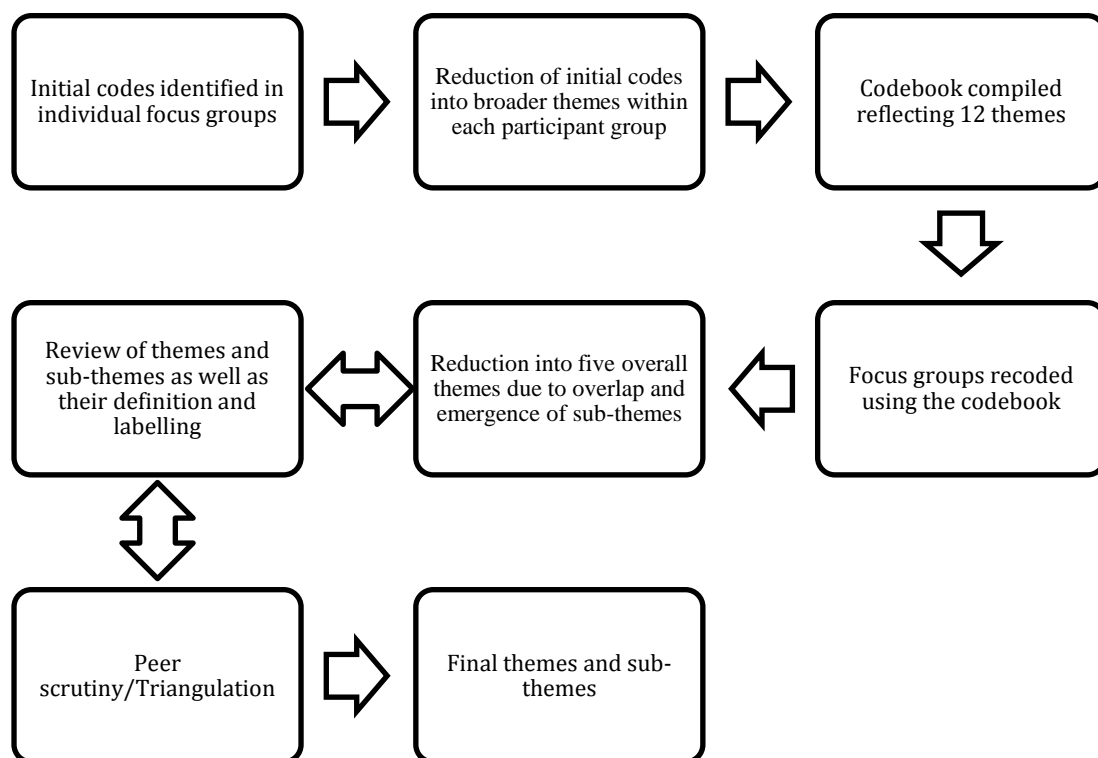 Initial codes identified in
individual focus groups
Reduction of initial codes
into broader themes within
each participant group
Codebook compiled
reflecting 12 themes
Focus groups recoded
using the codebook
Reduction into five overall
themes due to overlap and
emergence of sub-themes
Review of themes and
sub-themes as well as
their definition and
labelling
Peer
scrutiny/Triangulation
Final themes and sub-
themes